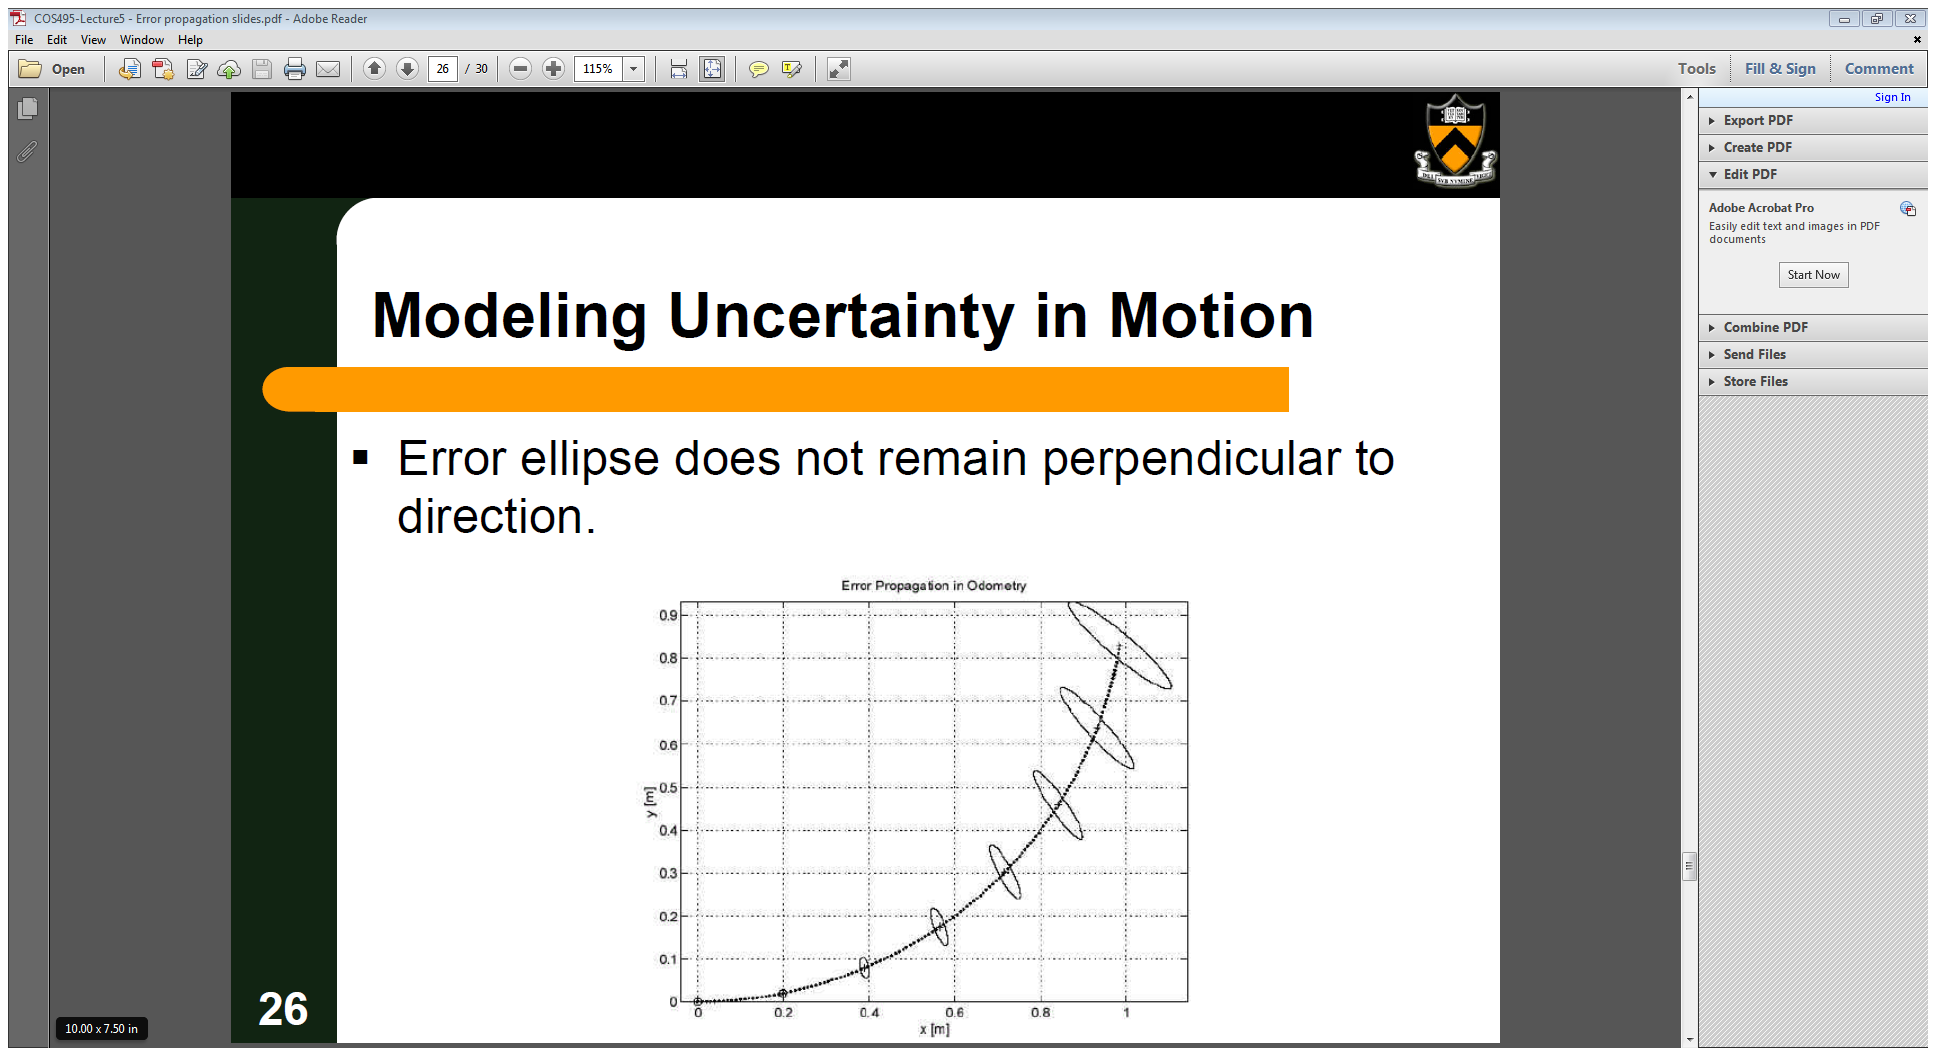 COS495-Lecture5 - Error propagation slides.pdf - Adobe Reader
File Edit View Window Help
Open 26 / 30 115% Tools Fill & Sign Comment
Sign In
Export PDF
Create PDF
Edit PDF
Adobe Acrobat Pro
Easily edit text and images in PDF
documents
Start Now
Combine PDF
Send Files
Store Files
Modeling Uncertainty in Motion
▪ Error ellipse does not remain perpendicular to
direction.
Error Propagation in Odometry
0.9
0.8
0.7
0.6
0.5
0.4
0.3
0.2
0.1
0
y [m]
0 0.2 0.4 0.6 0.8 1
x [m]
26
10.00 x 7.50 in